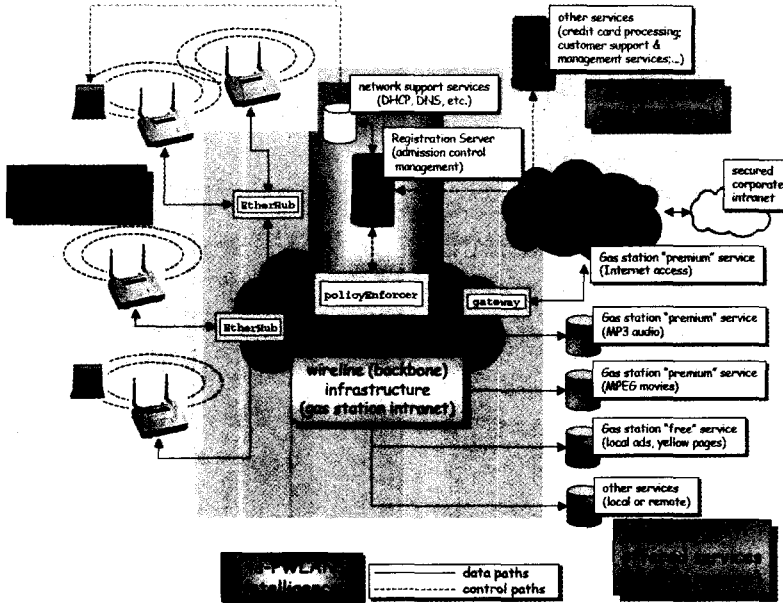 other services
(credit card processing;
customer support &
management services;...)
network support services
(DHCP, DNS, etc.)
Registration Server
(admission control
management)
secured
corporate
intranet
EtherHub
Gas station "premium" service
(Internet access)
policyEnforcer
gateway
EtherHub
Gas station "premium" service
(MP3 audio)
wireline (backbone)
infrastructure
(gas station intranet)
Gas station "premium" service
(MPEG movies)
Gas station "free" service
(local ads, yellow pages)
other services
(local or remote)
data paths
control paths